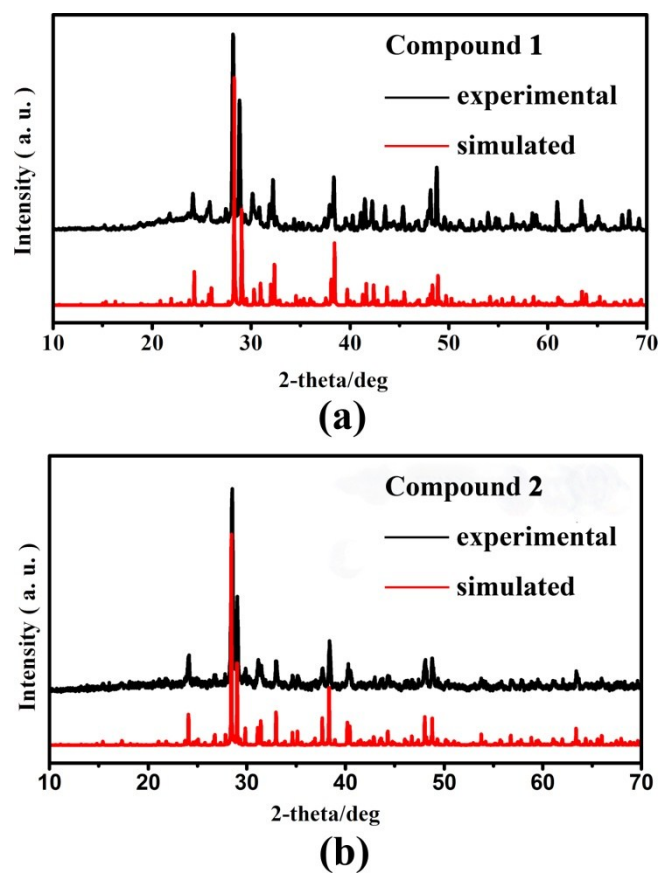 Compound 1
experimental
simulated
Intensity ( a. u. )
10 20 30 40 50 60 70
2-theta/deg
(a)
Compound 2
experimental
simulated
Intensity ( a. u. )
10 20 30 40 50 60 70
2-theta/deg
(b)